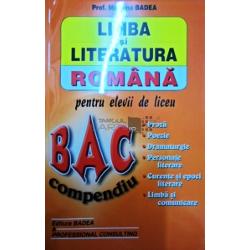 Prof. BADEA
LIMBA
și
LITERATURA
ROMÂNĂ
pentru elevii de liceu
BAC
compendiu
• Proză
• Poezie
• Dramaturgie
• Personaje
literare
• Curente și epoci
literare
• Limbă și
comunicare
Editura BADEA
&
PROFESSIONAL CONSULTING